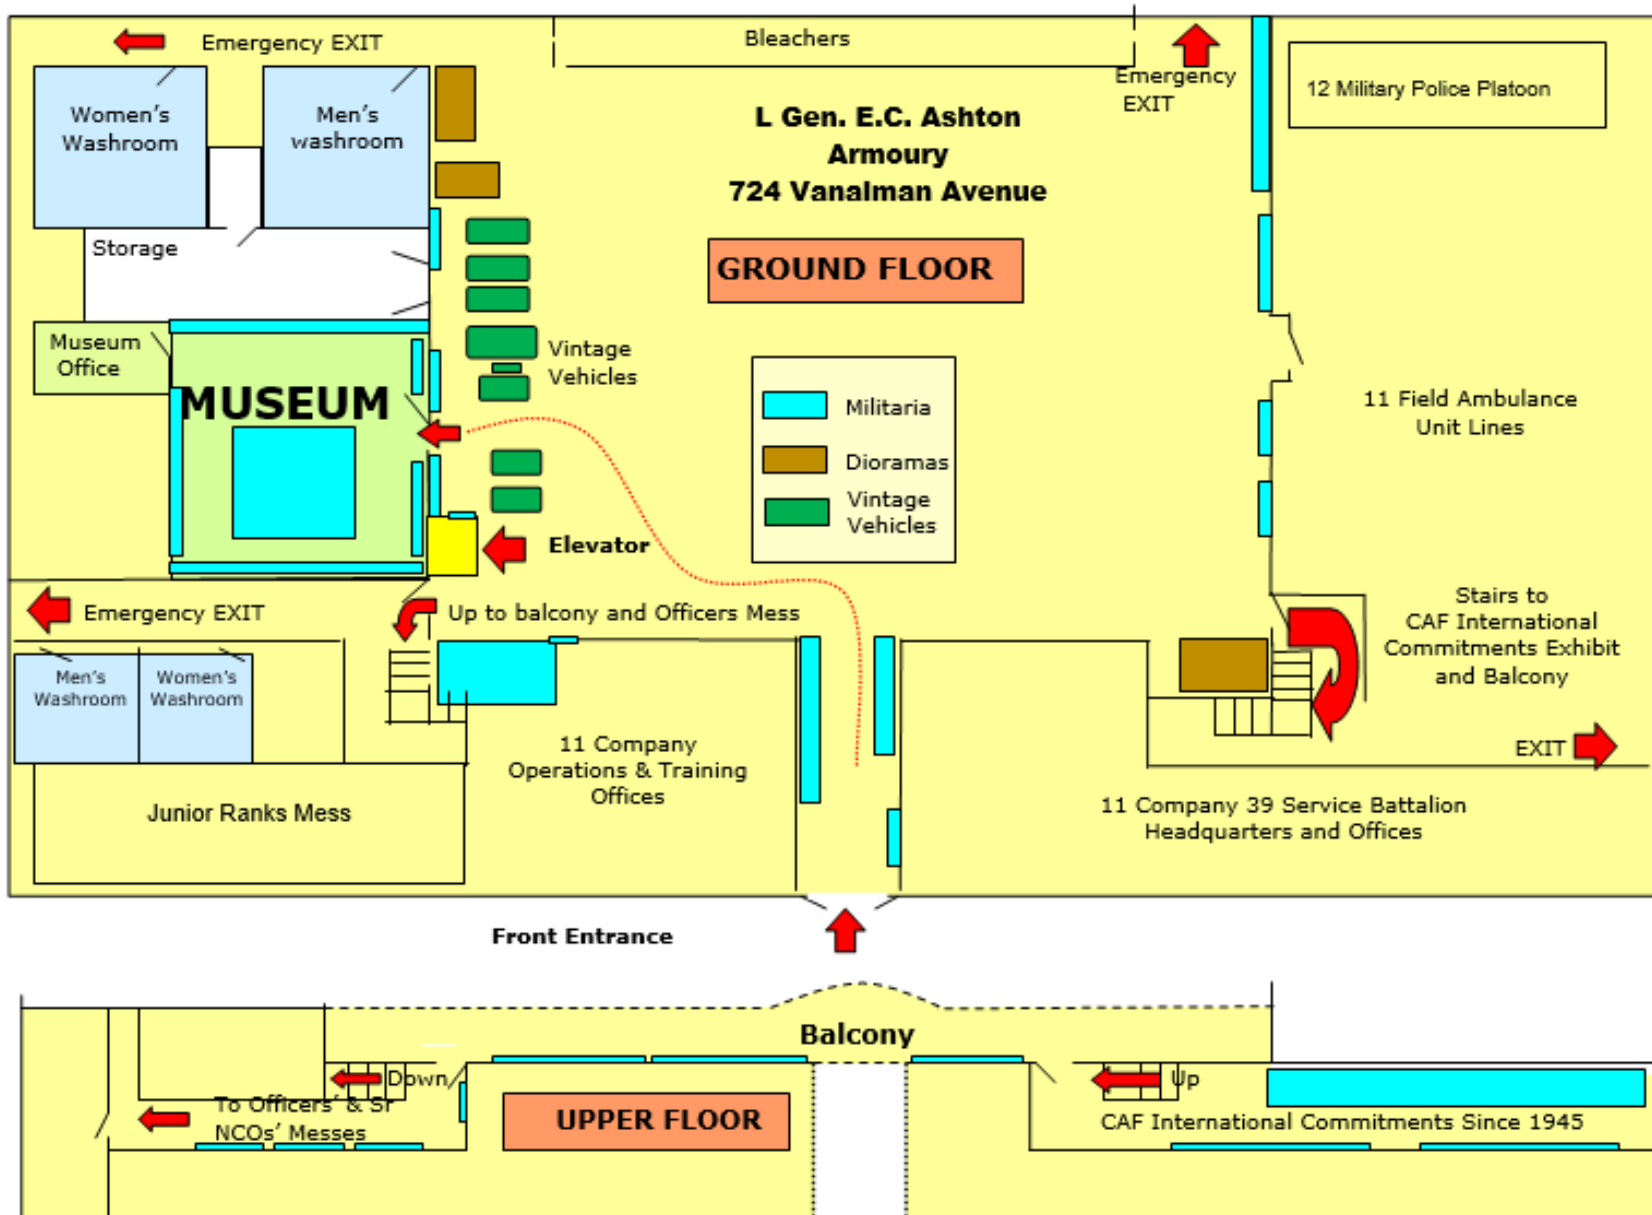 Emergency EXIT
Bleachers
Emergency
EXIT
12 Military Police Platoon
Women's
Washroom
Men's
washroom
L Gen. E.C. Ashton
Armoury
724 Vanalman Avenue
Storage
GROUND FLOOR
Museum
Office
MUSEUM
Vintage
Vehicles
Militaria
Dioramas
Vintage
Vehicles
11 Field Ambulance
Unit Lines
Elevator
Emergency EXIT
Up to balcony and Officers Mess
Stairs to
CAF International
Commitments Exhibit
and Balcony
Men's
Washroom
Women's
Washroom
11 Company
Operations & Training
Offices
EXIT
Junior Ranks Mess
11 Company 39 Service Battalion
Headquarters and Offices
Front Entrance
Balcony
Down
Up
To Officers' & Sr
NCOs' Messes
UPPER FLOOR
CAF International Commitments Since 1945